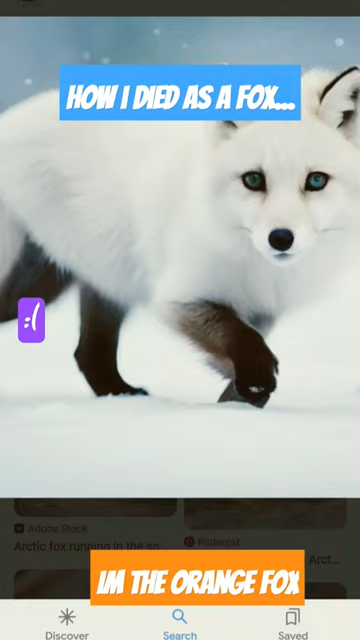 HOW I DIED AS A FOX...
:(
Adobe Stock
Pinterest
Arctic fox running in the sn...
Arct...
IM THE ORANGE FOX
Discover
Search
Saved